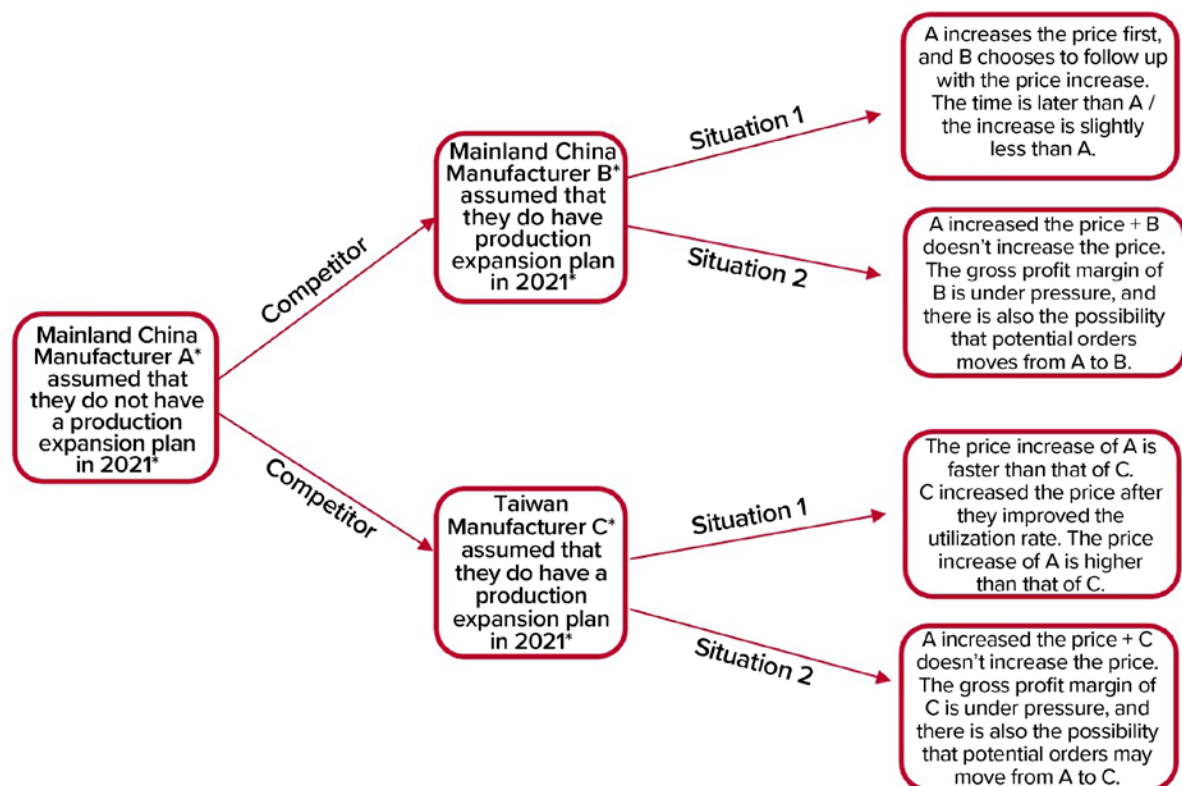 Mainland China
Manufacturer A*
assumed that
they do not have
a production
expansion plan
in 2021*
Competitor
Competitor
Mainland China
Manufacturer B*
assumed that
they do have
production
expansion plan
in 2021*
Situation 1
Situation 2
A increases the price first,
and B chooses to follow up
with the price increase.
The time is later than A /
the increase is slightly
less than A.
A increased the price + B
doesn't increase the price.
The gross profit margin of
B is under pressure, and
there is also the possibility
that potential orders
moves from A to B.
Taiwan
Manufacturer C*
assumed that
they do have a
production
expansion plan
in 2021*
Situation 1
Situation 2
The price increase of A is
faster than that of C.
C increased the price after
they improved the
utilization rate. The price
increase of A is higher
than that of C.
A increased the price + C
doesn't increase the price.
The gross profit margin of
C is under pressure, and
there is also the possibility
that potential orders may
move from A to C.